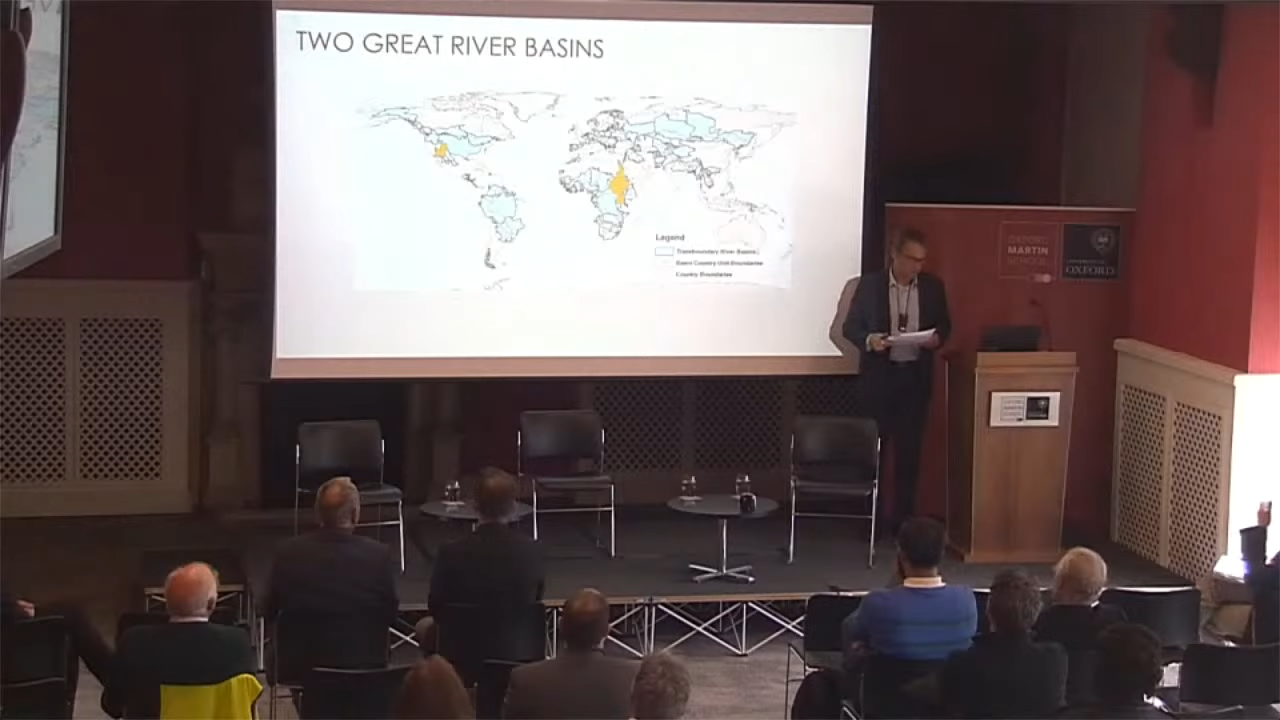 TWO GREAT RIVER BASINS
Legend
Transboundary River Basins
Basin Country Unit Boundaries
Country Boundaries
OXFORD
MARTIN
SCHOOL
OXFORD